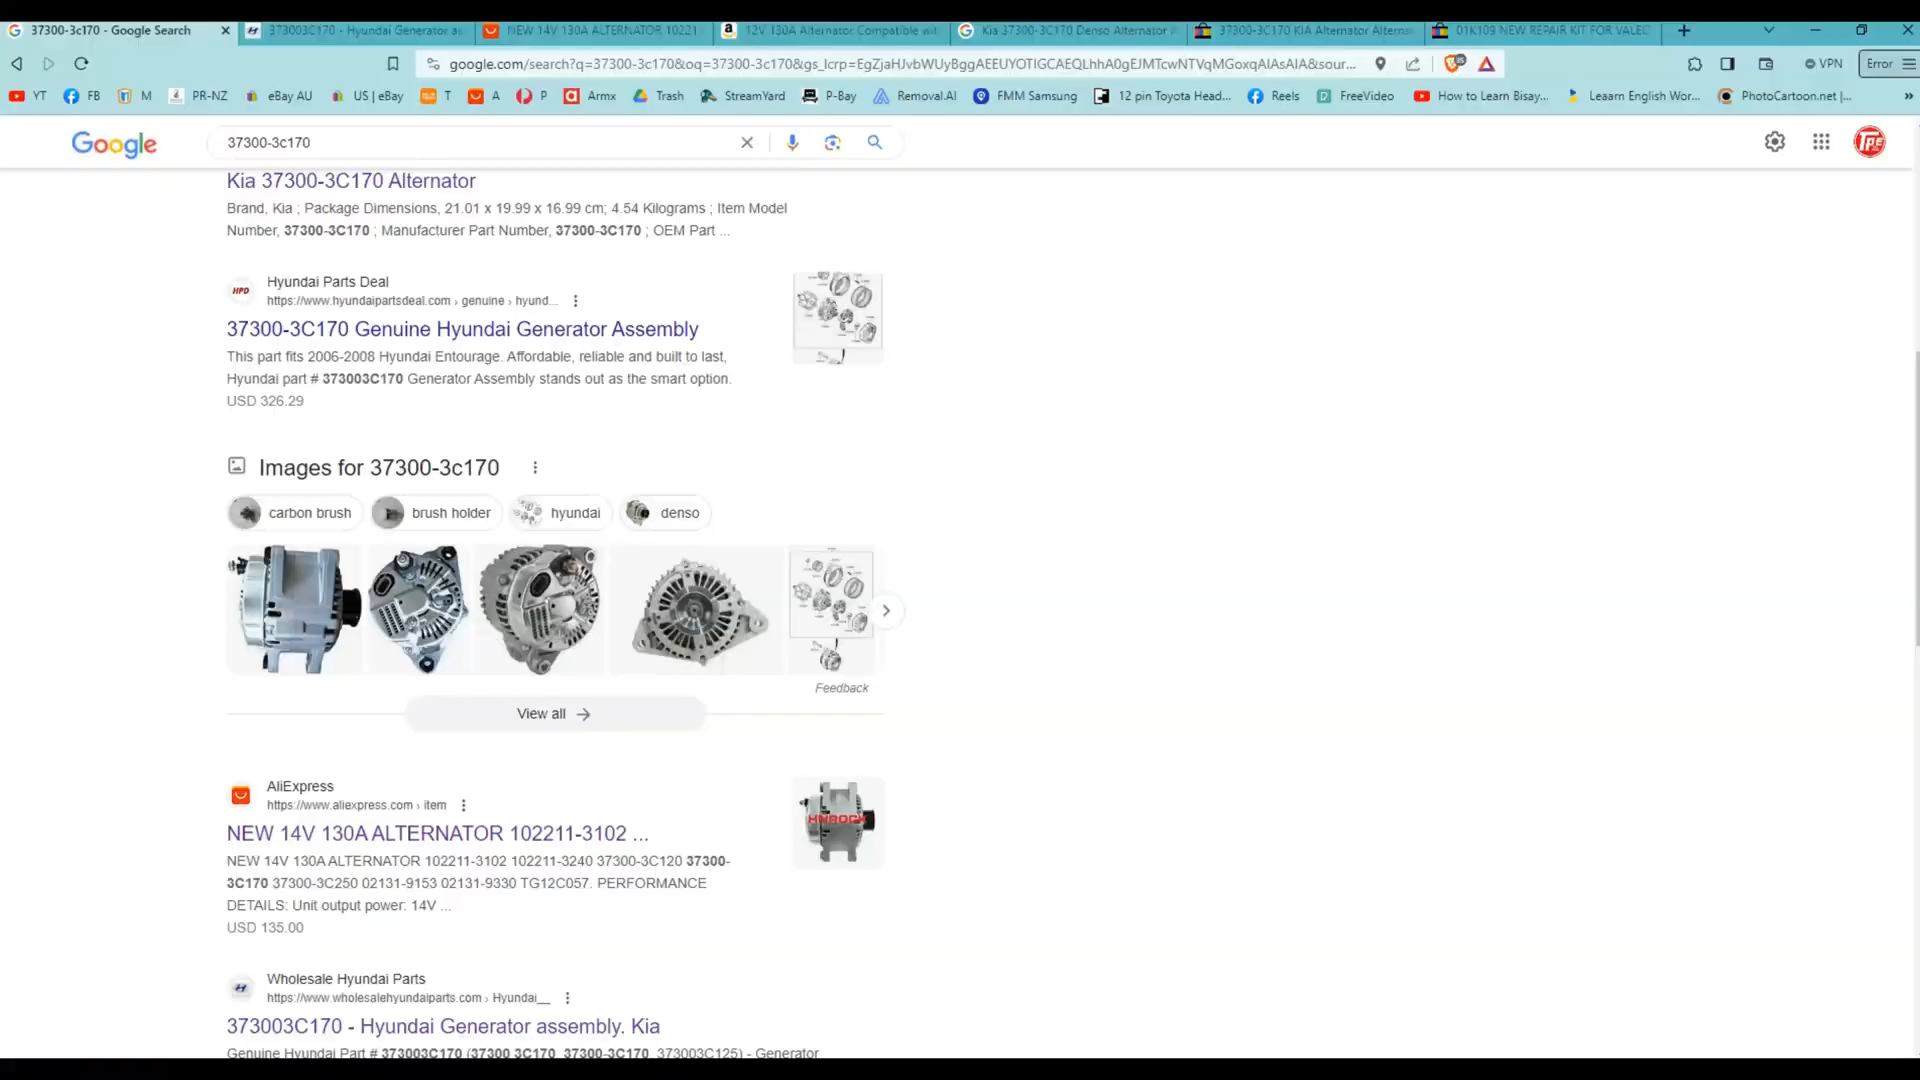 37300-3c170 - Google Search
373003C170 - Hyundai Generator as
NEW 14V 130A ALTERNATOR 10221
12V 130A Alternator Compatible wit
Kia 37300-3C170 Denso Alternator
37300-3C170 KIA Alternator Altern
01K109 NEW REPAIR KIT FOR VALEO
google.com/search?q=37300-3c170&oq=37300-3c170&gs_lcrp=EgZjaHJvbWUyBggAEEUYOTIGCAEQLhhA0gEJMTcwNTVqMGoxqAIAsAIA&sour...
VPN
Error
YT
FB
M
PR-NZ
eBay AU
US | eBay
T
A
P
Armx
Trash
StreamYard
P-Bay
Removal.AI
FMM Samsung
12 pin Toyota Head...
Reels
FreeVideo
How to Learn Bisay...
Leaarn English Wor...
PhotoCartoon.net |...
Google
37300-3c170
TPE
Kia 37300-3C170 Alternator
Brand, Kia ; Package Dimensions, 21.01 x 19.99 x 16.99 cm; 4.54 Kilograms ; Item Model
Number, 37300-3C170 ; Manufacturer Part Number, 37300-3C170 ; OEM Part ...
HPD
Hyundai Parts Deal
https://www.hyundaipartsdeal.com › genuine › hyund...
37300-3C170 Genuine Hyundai Generator Assembly
This part fits 2006-2008 Hyundai Entourage. Affordable, reliable and built to last,
Hyundai part # 373003C170 Generator Assembly stands out as the smart option.
USD 326.29
Images for 37300-3c170
carbon brush
brush holder
hyundai
denso
Feedback
View all
AliExpress
https://www.aliexpress.com › item
NEW 14V 130A ALTERNATOR 102211-3102 ...
NEW 14V 130A ALTERNATOR 102211-3102 102211-3240 37300-3C120 37300-
3C170 37300-3C250 02131-9153 02131-9330 TG12C057. PERFORMANCE
DETAILS: Unit output power: 14V ...
USD 135.00
Wholesale Hyundai Parts
https://www.wholesalehyundaiparts.com › Hyundai__
373003C170 - Hyundai Generator assembly. Kia
Genuine Hyundai Part # 373003C170 (37300 3C170, 37300-3C170, 373003C125) - Generator